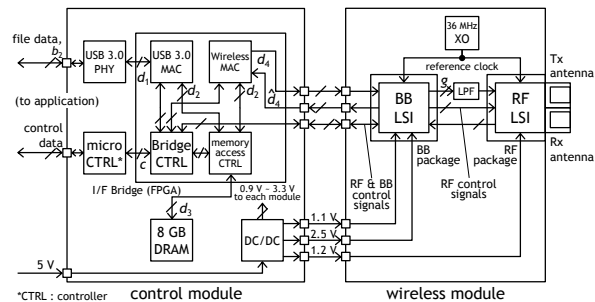 36 MHz
XO
file data,
b2
USB 3.0
PHY
USB 3.0
MAC
Wireless
MAC
d4
d̂4
d1
d2
d2
reference clock
Tx
antenna
g
LPF
BB
LSI
RF
LSI
(to application)
control
data
micro
CTRL*
c
Bridge
CTRL
memory
access
CTRL
Rx
antenna
BB
package
RF
package
RF & BB
control
signals
RF control
signals
I/F Bridge (FPGA)
0.9 V – 3.3 V
to each module
d3
8 GB
DRAM
DC/DC
1.1 V
2.5 V
1.2 V
5 V
*CTRL : controller
control module
wireless module